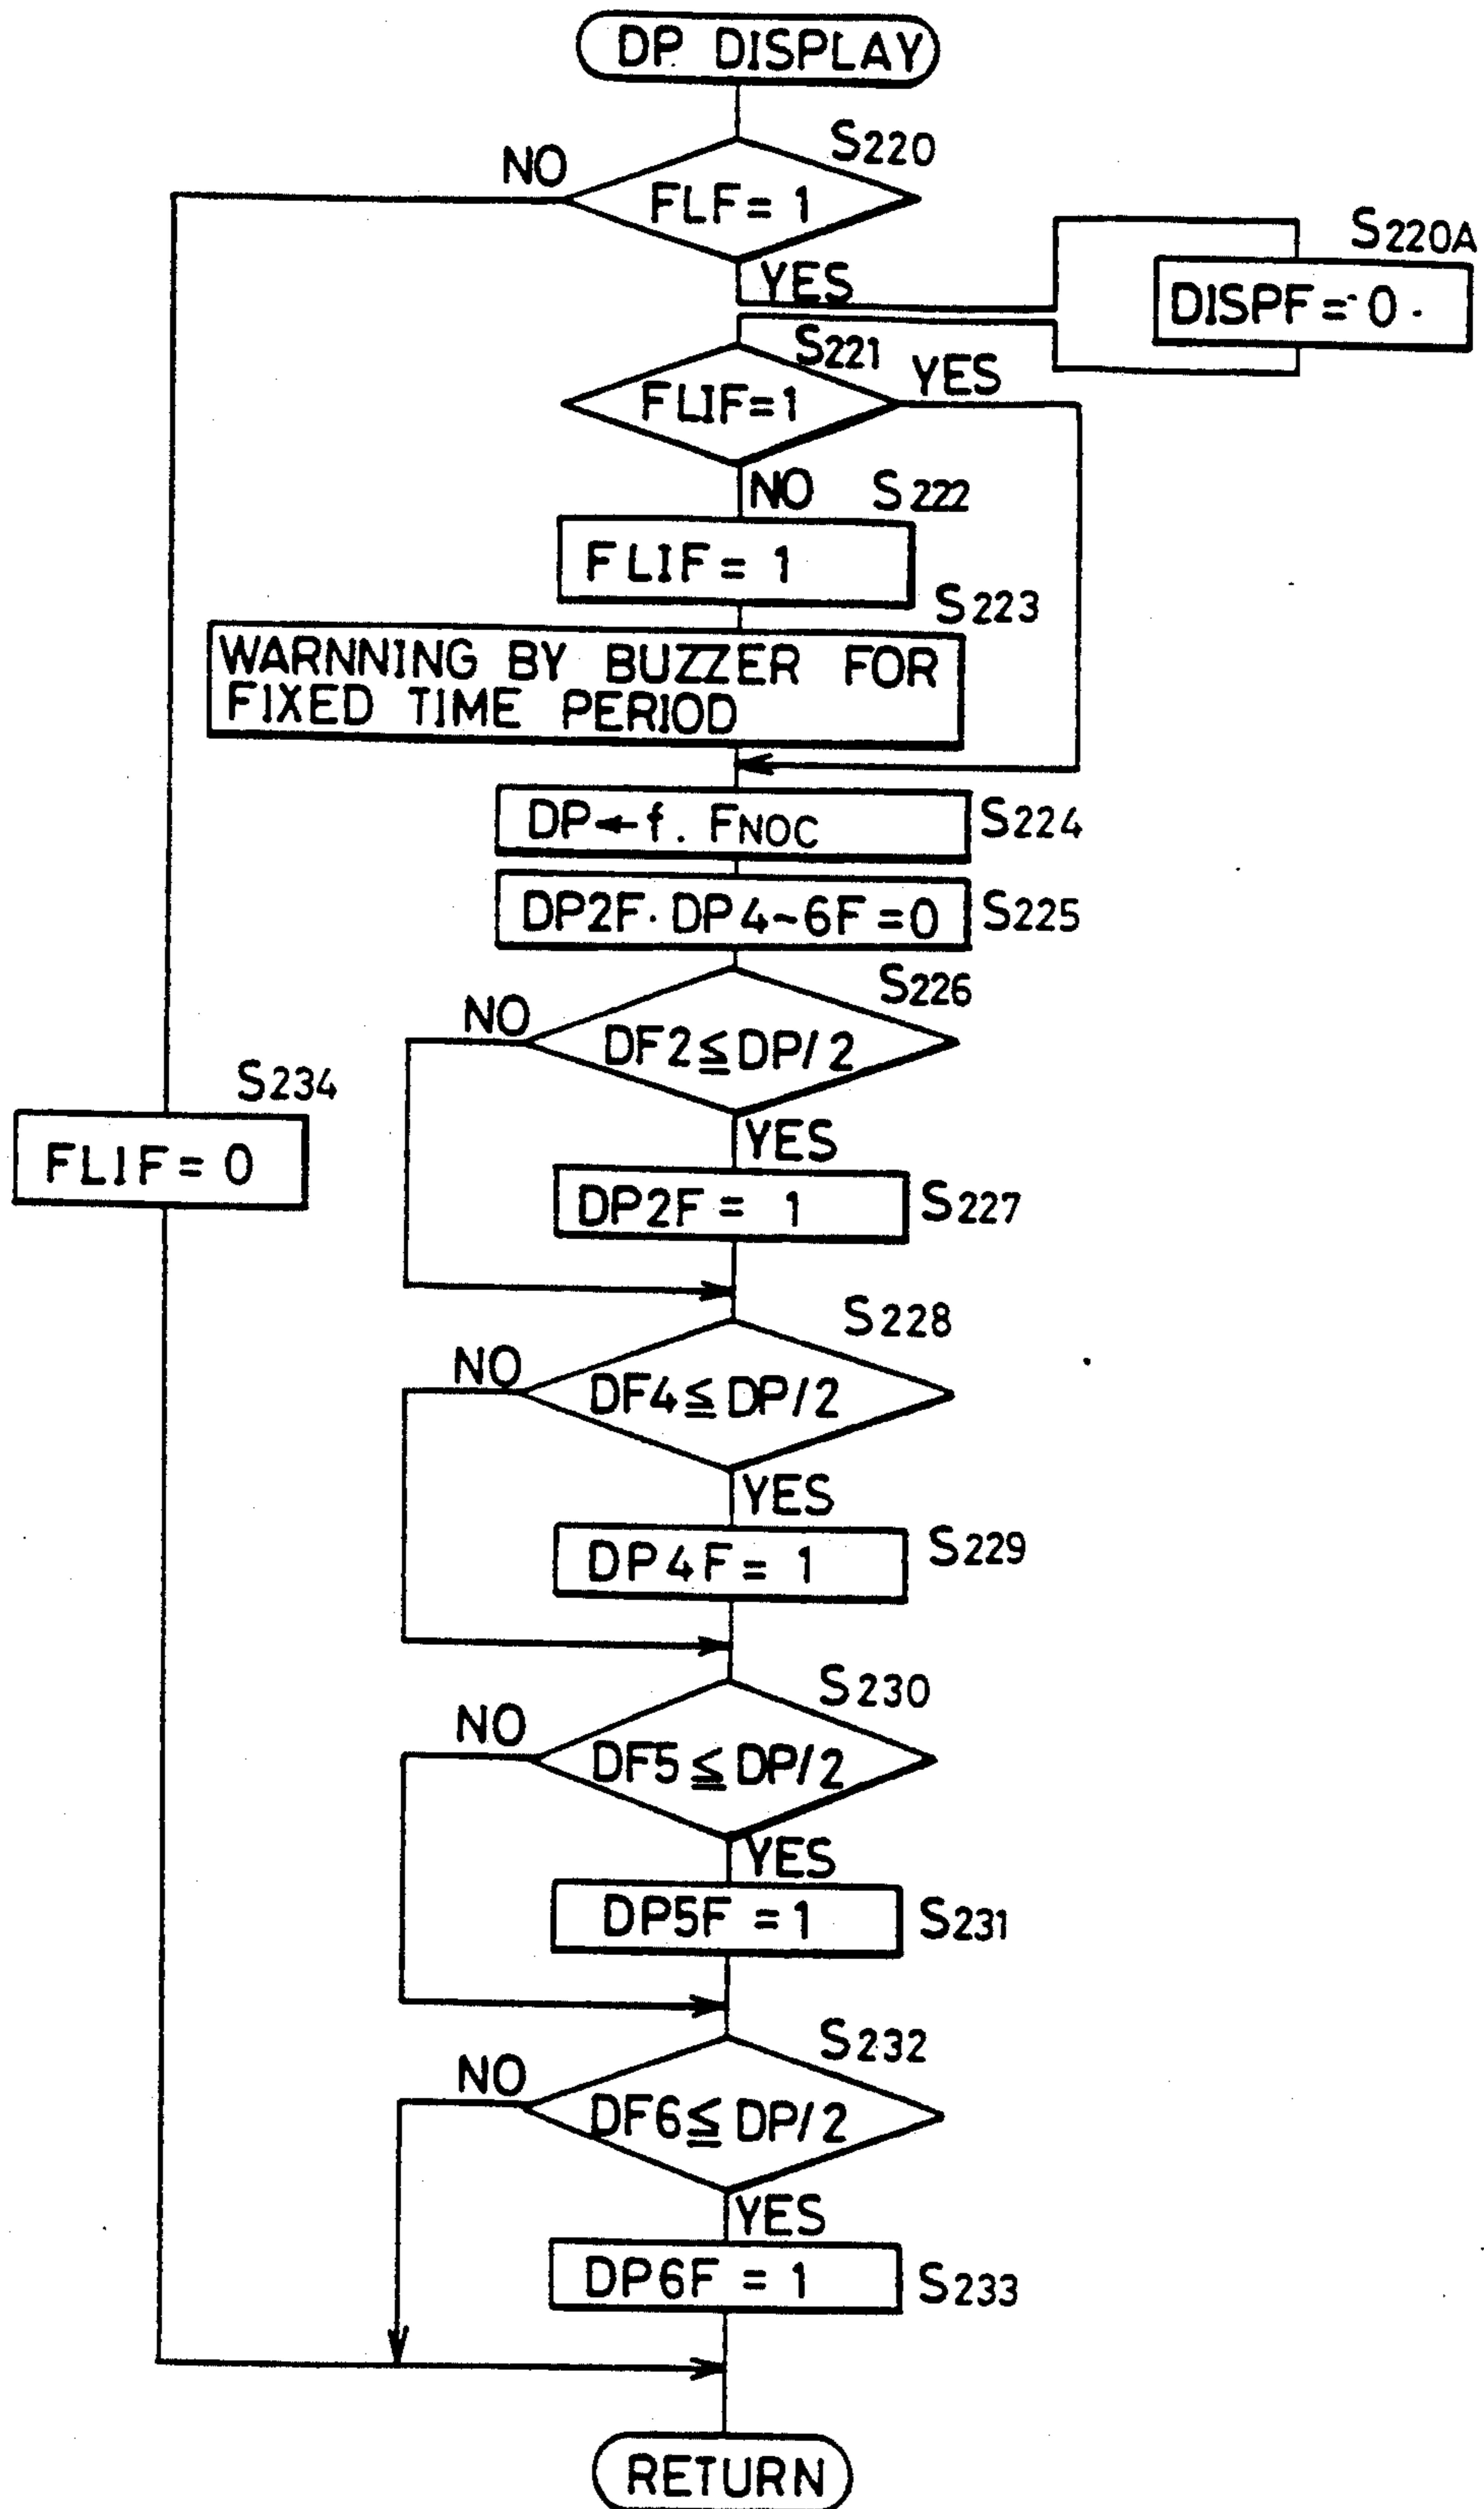 DP DISPLAY
S220
NO
FLF= 1
YES
S220A
DISPF= 0
S221
FLIF=1
YES
NO
S222
FLIF= 1
S223
WARNNING BY BUZZER FOR
FIXED TIME PERIOD
DP←f. FNOC
S224
DP2F·DP4~6F=0
S225
S226
NO
DF2≦DP/2
YES
S234
FLIF= 0
DP2F= 1
S227
S228
NO
DF4≦DP/2
YES
DP4F= 1
S229
S230
NO
DF5≦DP/2
YES
DP5F=1
S231
S232
NO
DF6≦DP/2
YES
DP6F = 1
S233
RETURN